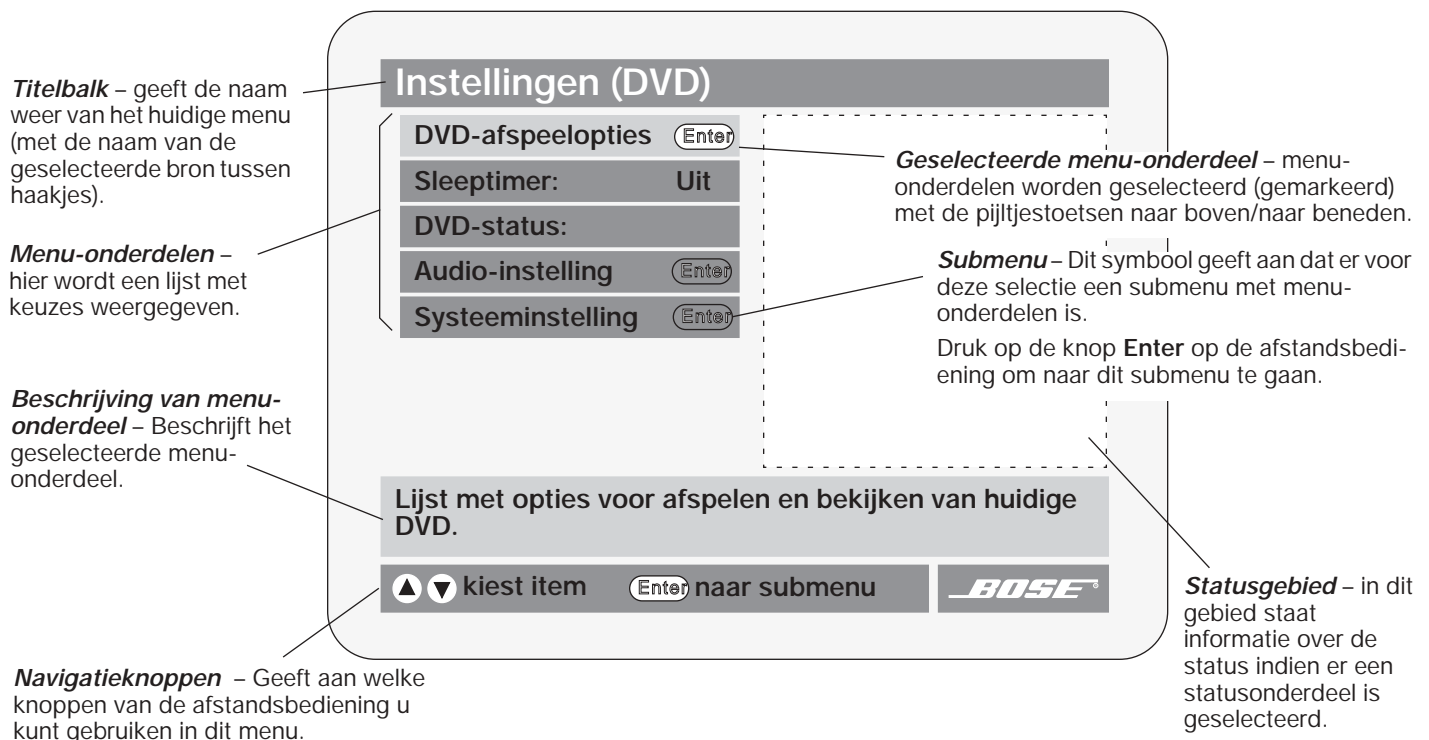 Titelbalk – geeft de naam
weer van het huidige menu
(met de naam van de
geselecteerde bron tussen
haakjes).
Menu-onderdelen –
hier wordt een lijst met
keuzes weergegeven.
Beschrijving van menu-
onderdeel – Beschrijft het
geselecteerde menu-
onderdeel.
Navigatieknoppen – Geeft aan welke
knoppen van de afstandsbediening u
kunt gebruiken in dit menu.
Instellingen (DVD)
DVD-afspeelopties Enter
Sleeptimer: Uit
DVD-status:
Audio-instelling Enter
Systeeminstelling Enter
Lijst met opties voor afspelen en bekijken van huidige
DVD.
kiest item Enter naar submenu
BOSE®
Geselecteerde menu-onderdeel – menu-
onderdelen worden geselecteerd (gemarkeerd)
met de pijltjestoetsen naar boven/naar beneden.
Submenu – Dit symbool geeft aan dat er voor
deze selectie een submenu met menu-
onderdelen is.
Druk op de knop Enter op de afstandsbedi-
ening om naar dit submenu te gaan.
Statusgebied – in dit
gebied staat
informatie over de
status indien er een
statusonderdeel is
geselecteerd.